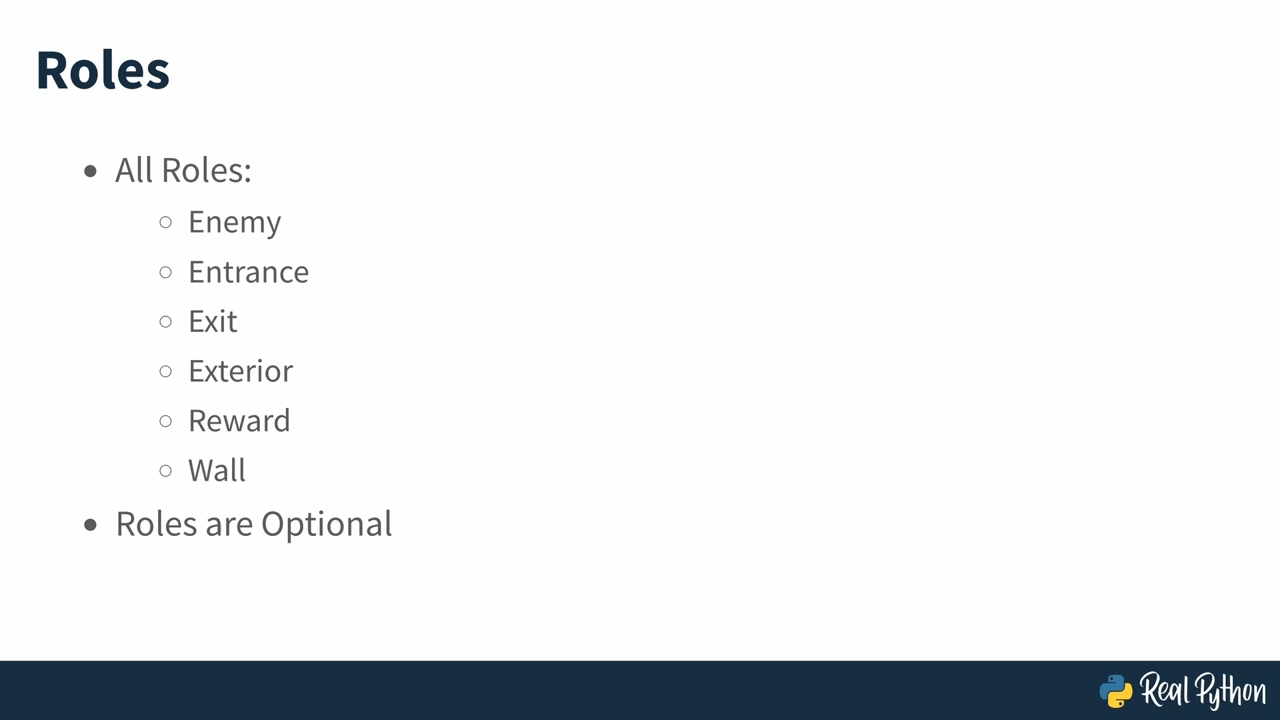 Roles
• All Roles:
○ Enemy
○ Entrance
○ Exit
○ Exterior
○ Reward
○ Wall
• Roles are Optional
Real Python